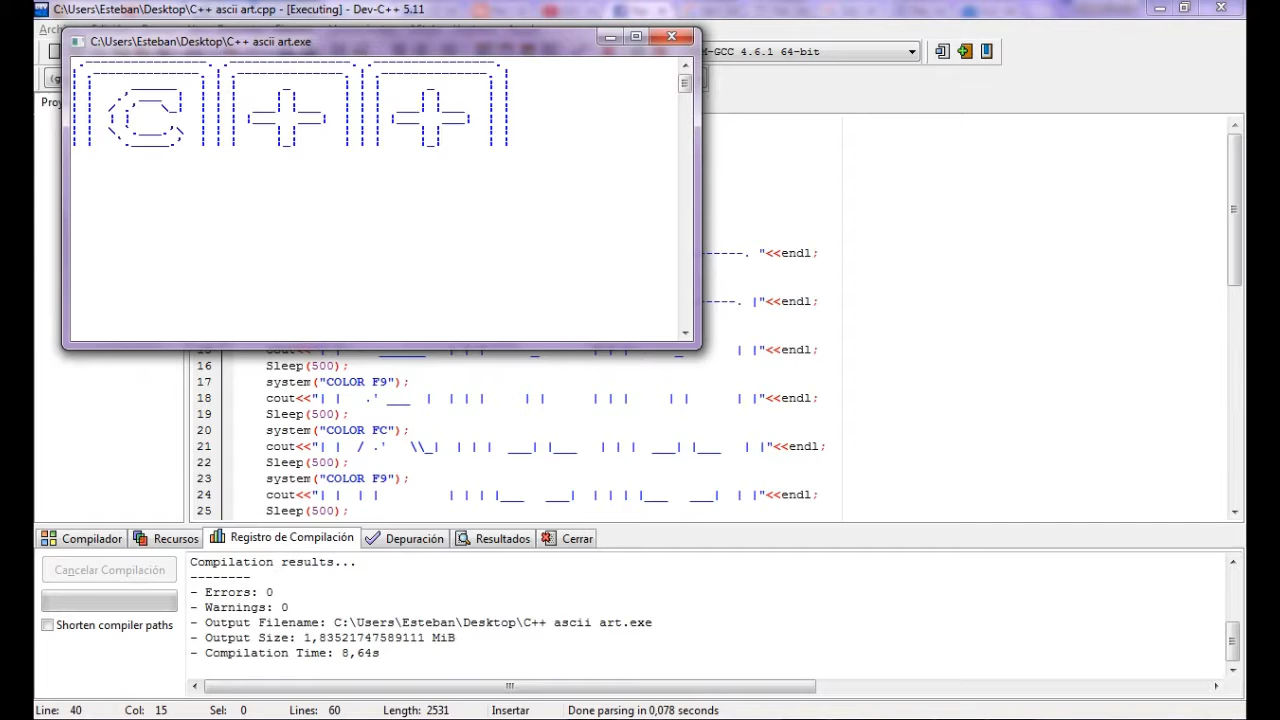 C:\Users\Esteban\Desktop\C++ ascii art.cpp - [Executing] - Dev-C++ 5.11
C:\Users\Esteban\Desktop\C++ ascii art.exe
M-GCC 4.6.1 64-bit
C++
------. "<<endl;
------. |"<<endl;
cout<<"| |     ______     | | |       _       | | |       _       | |"<<endl;
16 Sleep(500);
17 system("COLOR F9");
18 cout<<"| |   .' ___  |    | | |      | |      | | |      | |      | |"<<endl;
19 Sleep(500);
20 system("COLOR FC");
21 cout<<"| |  / .'   \\_|   | | |   ___| |___   | | |   ___| |___   | |"<<endl;
22 Sleep(500);
23 system("COLOR F9");
24 cout<<"| |  | |           | | |  |___   ___|  | | |  |___   ___|  | |"<<endl;
25 Sleep(500);
Compilador Recursos Registro de Compilación Depuración Resultados Cerrar
Cancelar Compilación
Shorten compiler paths
Compilation results...
--------
- Errors: 0
- Warnings: 0
- Output Filename: C:\Users\Esteban\Desktop\C++ ascii art.exe
- Output Size: 1,83521747589111 MiB
- Compilation Time: 8,64s
Line: 40 Col: 15 Sel: 0 Lines: 60 Length: 2531 Insertar Done parsing in 0,078 seconds